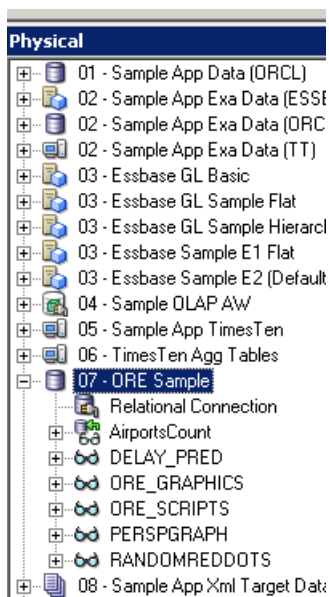 Physical
01 - Sample App Data (ORCL)
02 - Sample App Exa Data (ESSE
02 - Sample App Exa Data (ORC
02 - Sample App Exa Data (TT)
03 - Essbase GL Basic
03 - Essbase GL Sample Flat
03 - Essbase GL Sample Hierarch
03 - Essbase Sample E1 Flat
03 - Essbase Sample E2 (Default
04 - Sample OLAP AW
05 - Sample App TimesTen
06 - TimesTen Agg Tables
07 - ORE Sample
Relational Connection
AirportsCount
DELAY_PRED
ORE_GRAPHICS
ORE_SCRIPTS
PERSPGRAPH
RANDOMREDDOTS
08 - Sample App Xml Target Data